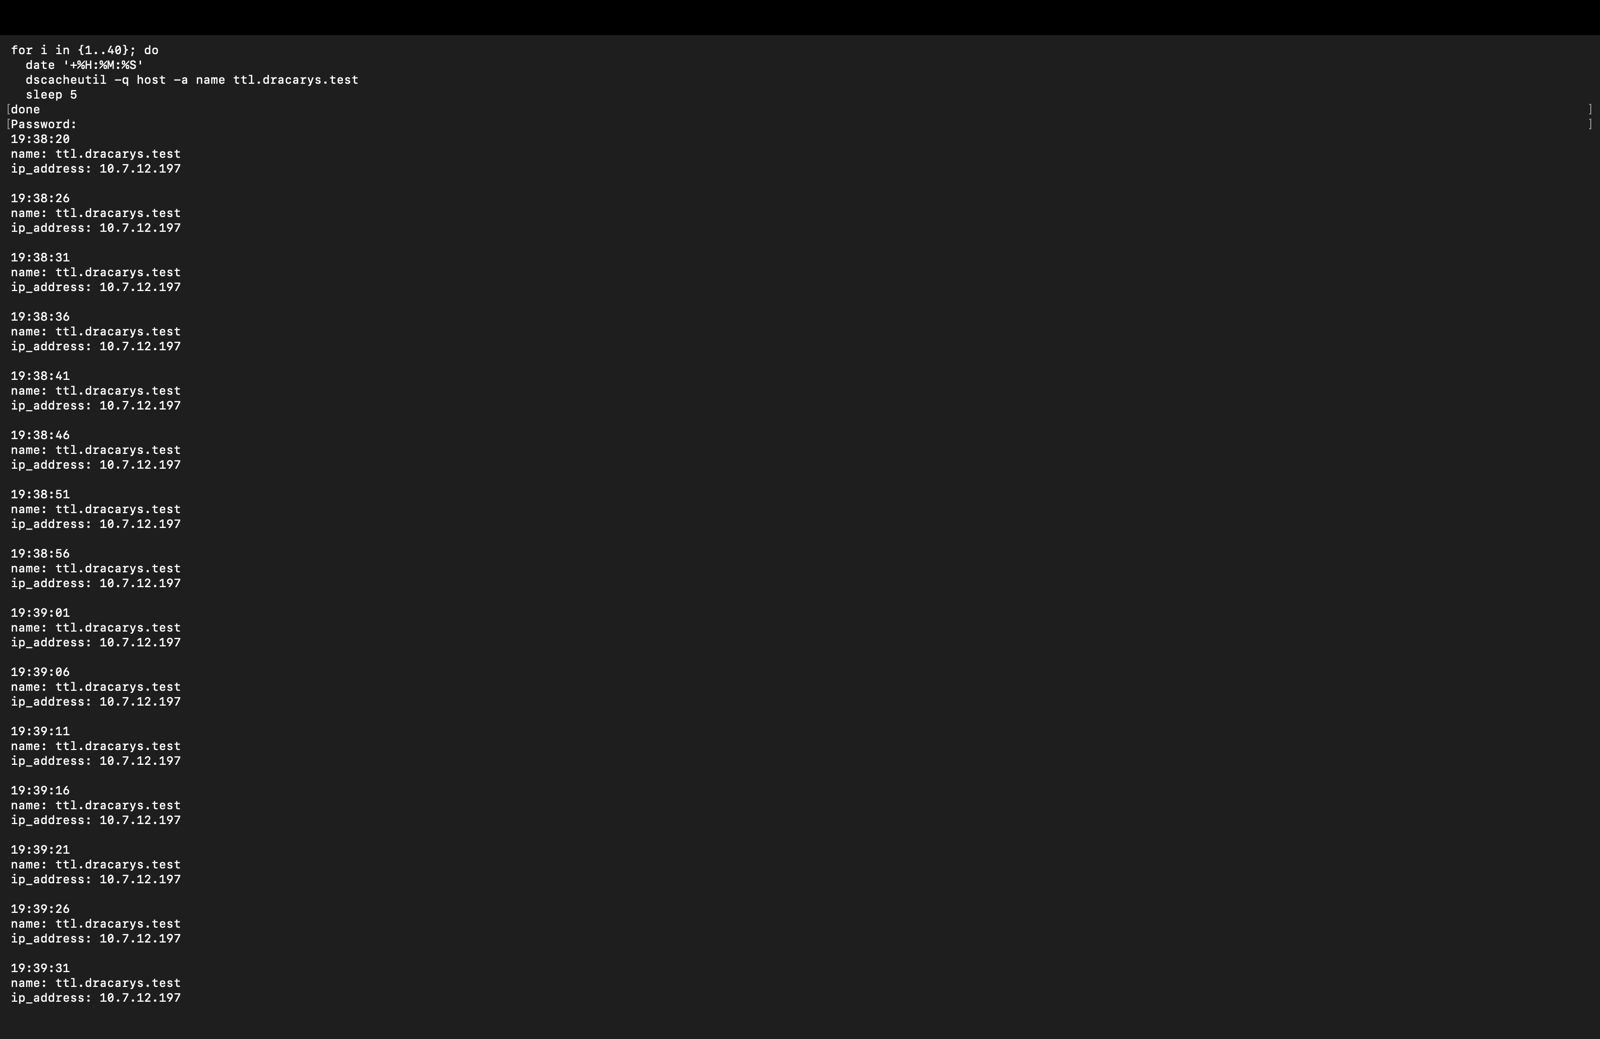 for i in {1..40}; do
  date '+%H:%M:%S'
  dscacheutil -q host -a name ttl.dracarys.test
  sleep 5
[done ]
[Password: ]
19:38:20
name: ttl.dracarys.test
ip_address: 10.7.12.197

19:38:26
name: ttl.dracarys.test
ip_address: 10.7.12.197

19:38:31
name: ttl.dracarys.test
ip_address: 10.7.12.197

19:38:36
name: ttl.dracarys.test
ip_address: 10.7.12.197

19:38:41
name: ttl.dracarys.test
ip_address: 10.7.12.197

19:38:46
name: ttl.dracarys.test
ip_address: 10.7.12.197

19:38:51
name: ttl.dracarys.test
ip_address: 10.7.12.197

19:38:56
name: ttl.dracarys.test
ip_address: 10.7.12.197

19:39:01
name: ttl.dracarys.test
ip_address: 10.7.12.197

19:39:06
name: ttl.dracarys.test
ip_address: 10.7.12.197

19:39:11
name: ttl.dracarys.test
ip_address: 10.7.12.197

19:39:16
name: ttl.dracarys.test
ip_address: 10.7.12.197

19:39:21
name: ttl.dracarys.test
ip_address: 10.7.12.197

19:39:26
name: ttl.dracarys.test
ip_address: 10.7.12.197

19:39:31
name: ttl.dracarys.test
ip_address: 10.7.12.197